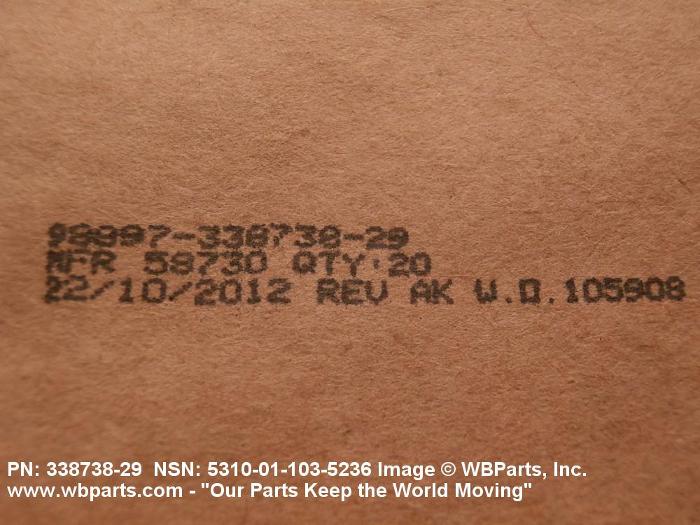 98897-338738-29
MFR 58730 QTY:20
22/10/2012 REV AK W.O.105908
PN: 338738-29 NSN: 5310-01-103-5236 Image © WBParts, Inc.
www.wbparts.com - "Our Parts Keep the World Moving"